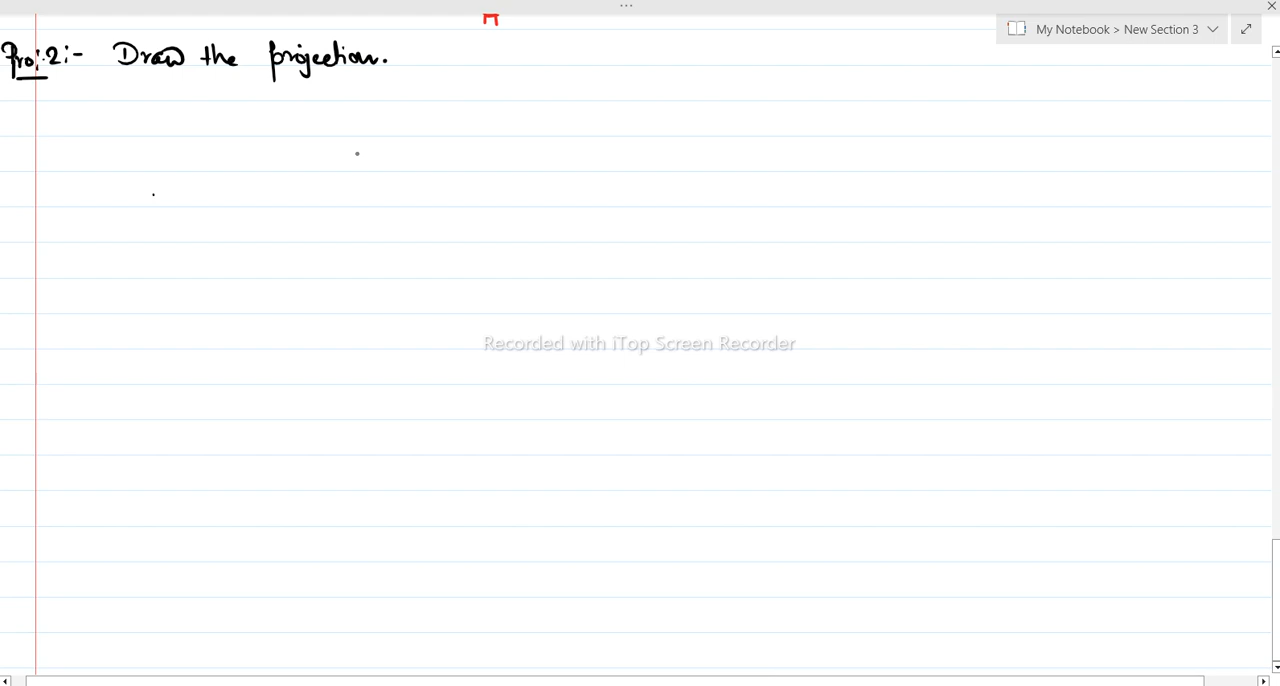 My Notebook > New Section 3
Pro:2:- Draw the projection.
Recorded with iTop Screen Recorder